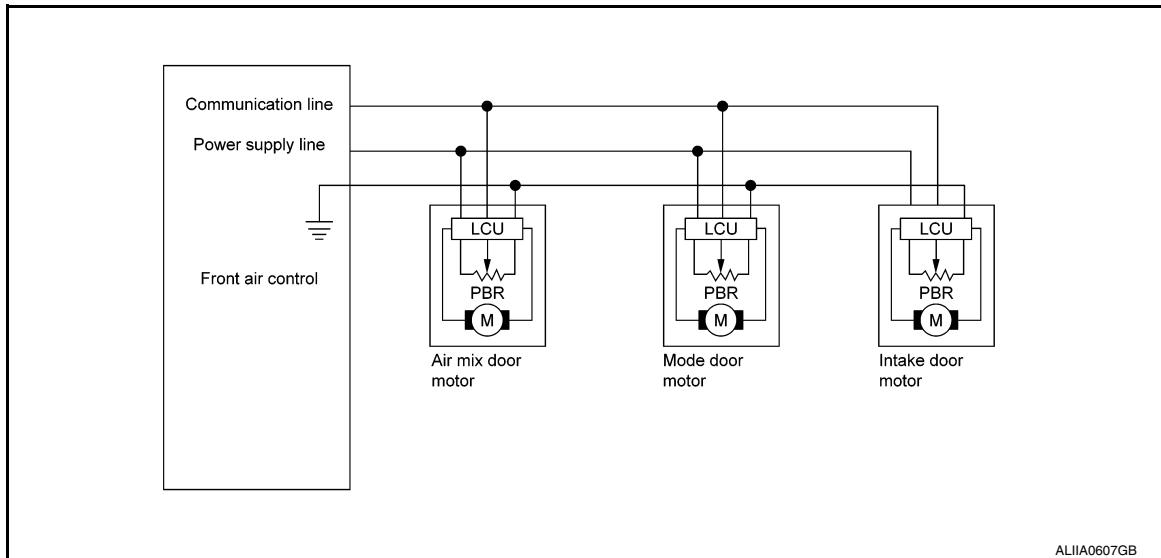 Communication line
Power supply line
Front air control
LCU
PBR
M
Air mix door
motor
LCU
PBR
M
Mode door
motor
LCU
PBR
M
Intake door
motor
ALIIA0607GB